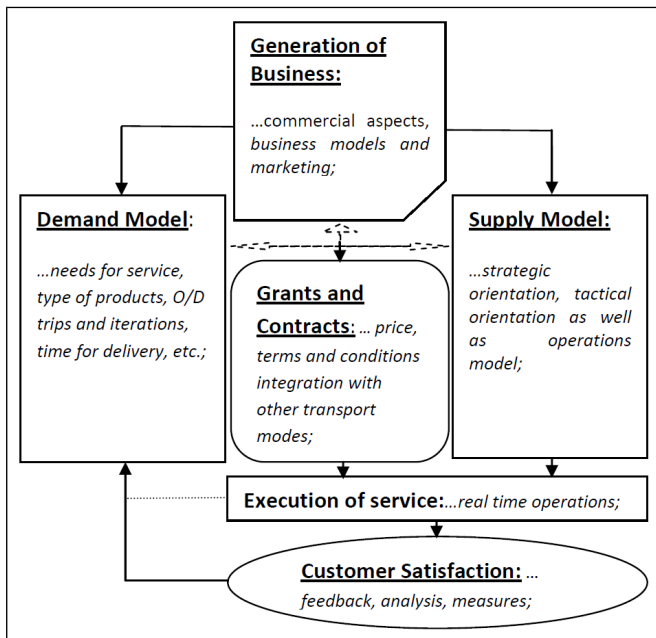 Generation of
Business:
…commercial aspects,
business models and
marketing;
Demand Model:
…needs for service,
type of products, O/D
trips and iterations,
time for delivery, etc.;
Supply Model:
…strategic
orientation, tactical
orientation as well
as operations
model;
Grants and
Contracts: … price,
terms and conditions
integration with
other transport
modes;
Execution of service:…real time operations;
Customer Satisfaction: …
feedback, analysis, measures;